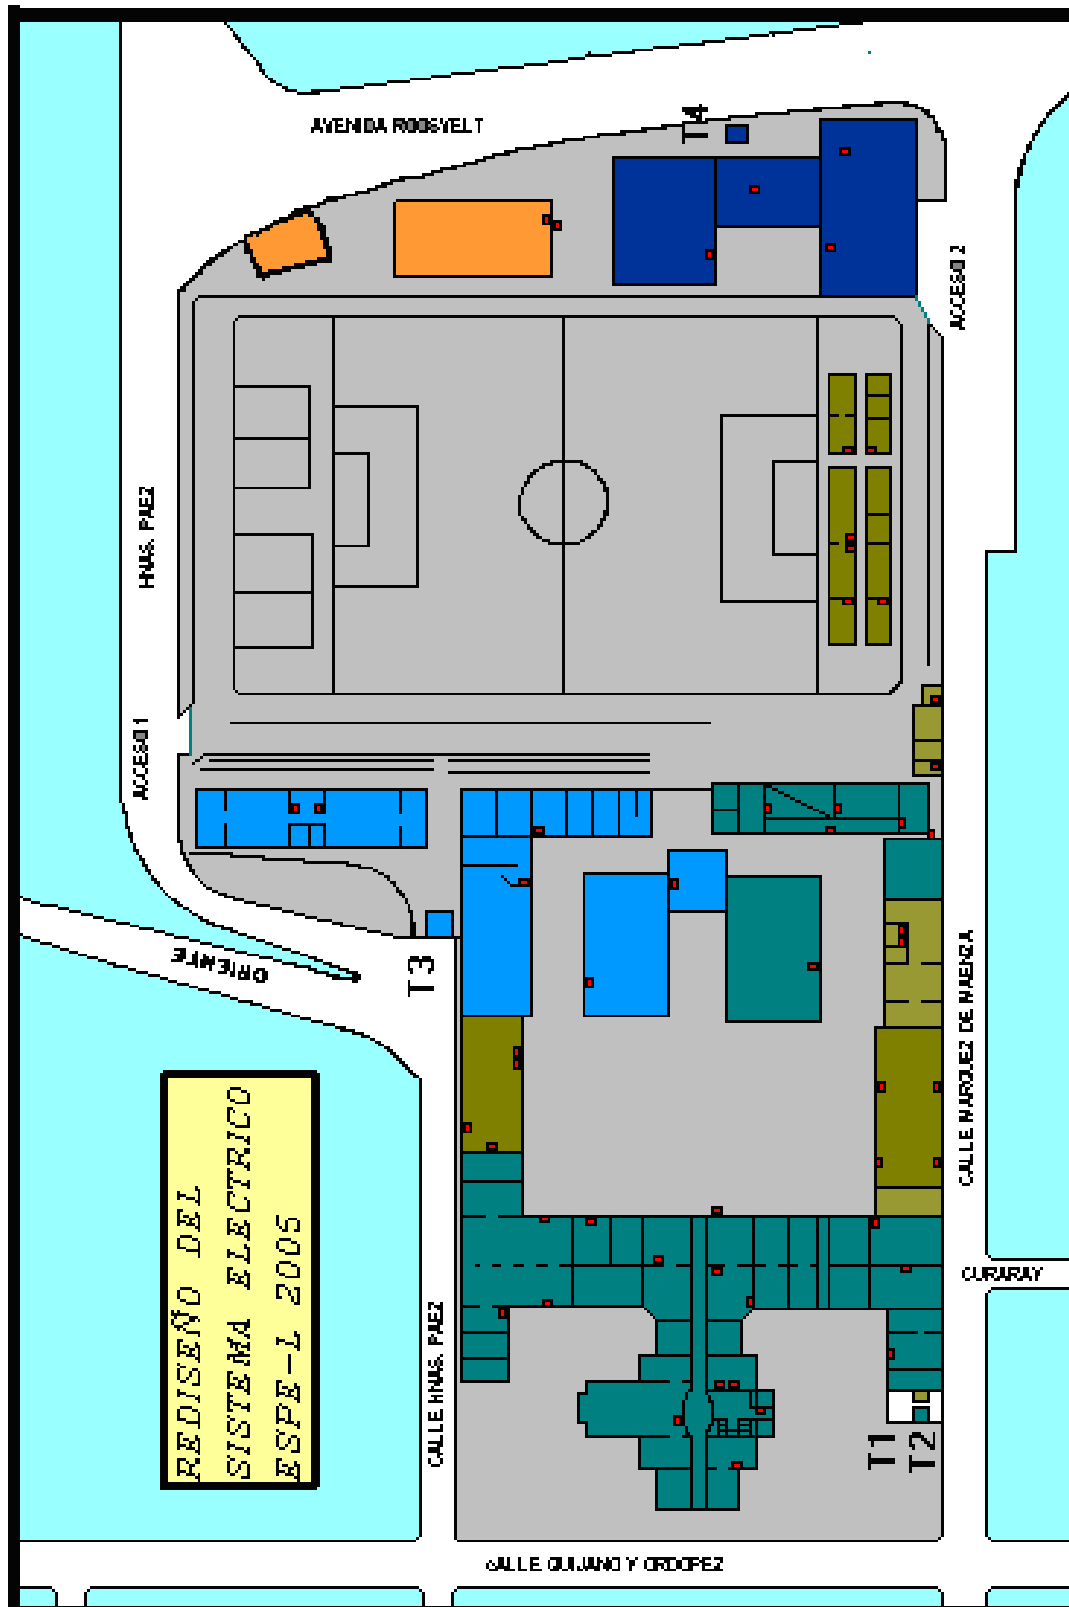 AVENIDA ROOSVELT
T4
ACCESO 2
HNAS. PAEZ
ACCESO 1
ORIENTE
T3
CALLE MARQUEZ DE MAENZA
REDISEÑO DEL
SISTEMA ELECTRICO
ESPE-L 2005
CURARAY
CALLE HNAS. PAEZ
T1
T2
CALLE QUIJANO Y ORDOPEZ